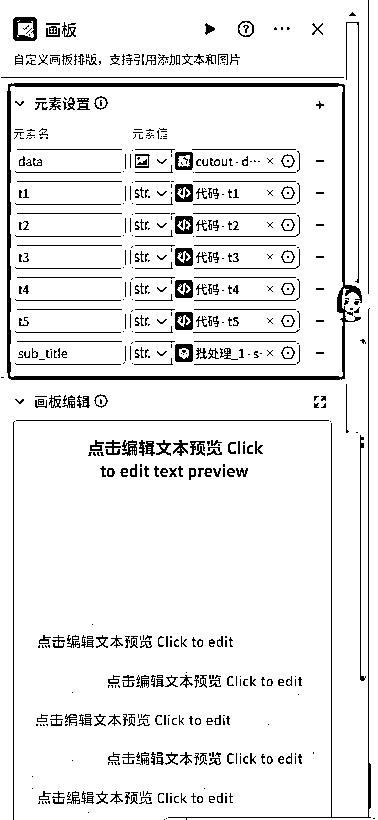 画板
自定义画板排版，支持引用添加文本和图片
元素设置
元素名 元素值
data cutout - d···
t1 str. 代码 - t1
t2 str. 代码 - t2
t3 str. 代码 - t3
t4 str. 代码 - t4
t5 str. 代码 - t5
sub_title str. 批处理_1 - s·
画板编辑
点击编辑文本预览 Click
to edit text preview
点击编辑文本预览 Click to edit
点击编辑文本预览 Click to edit
点击编辑文本预览 Click to edit
点击编辑文本预览 Click to edit
点击编辑文本预览 Click to edit